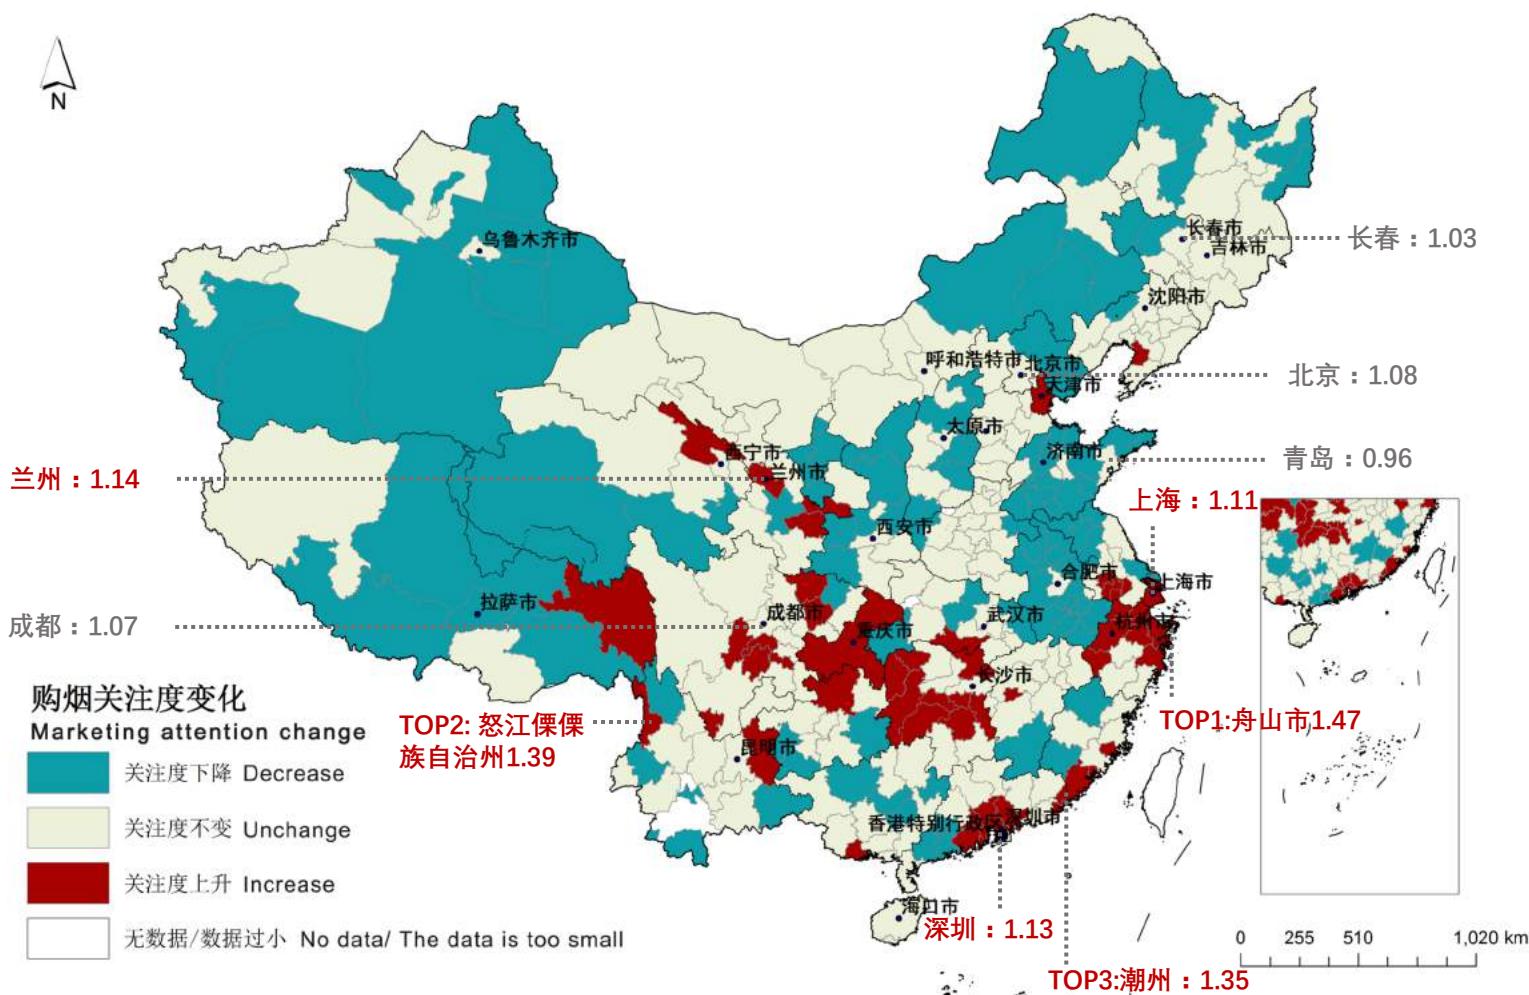 N
乌鲁木齐市
长春市
长春：1.03
吉林市
沈阳市
呼和浩特市
北京市
北京：1.08
天津市
太原市
济南市
青岛：0.96
西宁市
兰州市
兰州：1.14
上海：1.11
西安市
合肥市
上海市
拉萨市
成都市
成都：1.07
武汉市
杭州市
重庆市
长沙市
TOP1:舟山市1.47
TOP2: 怒江傈僳
族自治州1.39
昆明市
香港特别行政区
深圳市
海口市
深圳：1.13
TOP3:潮州：1.35
购烟关注度变化
Marketing attention change
关注度下降 Decrease
关注度不变 Unchange
关注度上升 Increase
无数据/数据过小 No data/ The data is too small
0 255 510 1,020 km